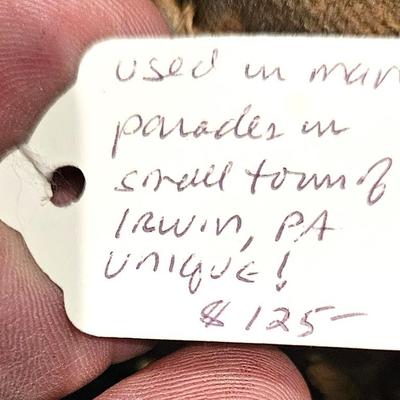 used in man
parades in
small town of
IRWIN, PA
UNIQUE!
$125-